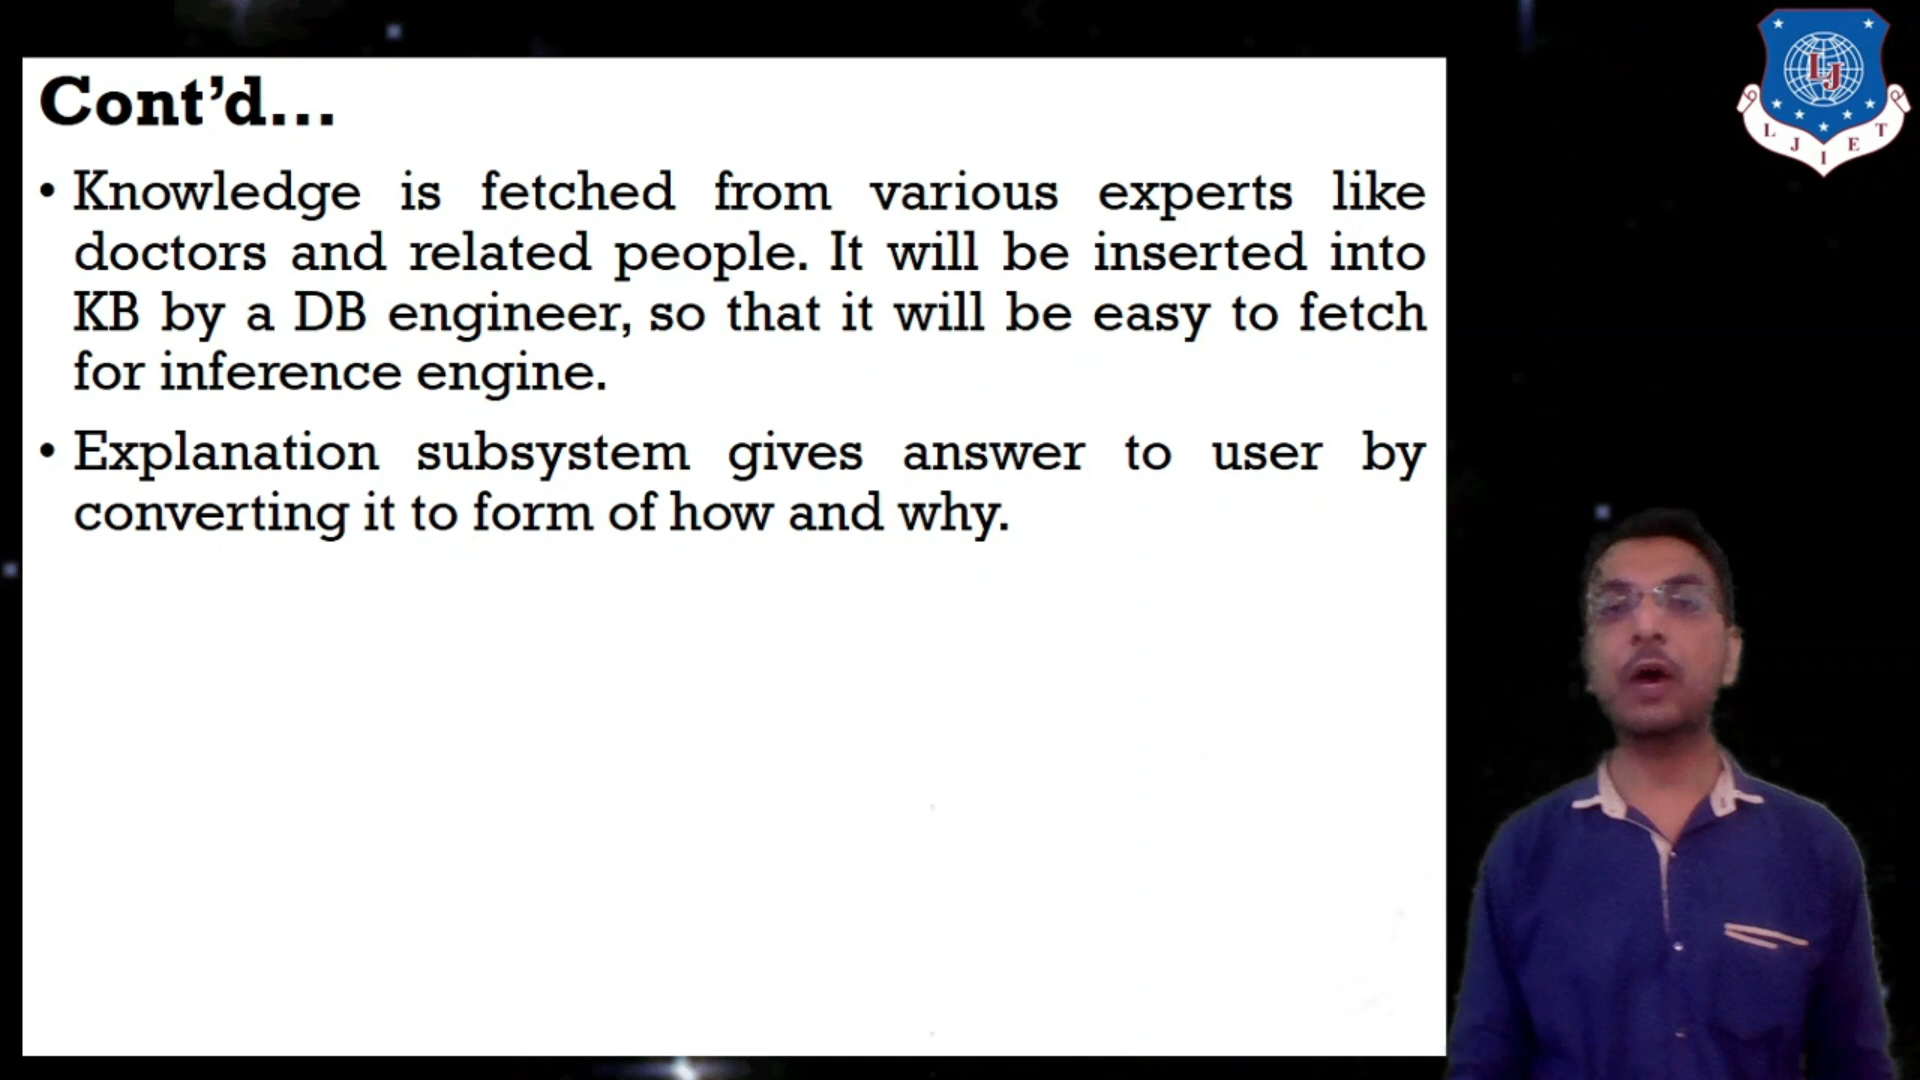 Cont’d...
• Knowledge is fetched from various experts like
doctors and related people. It will be inserted into
KB by a DB engineer, so that it will be easy to fetch
for inference engine.
• Explanation subsystem gives answer to user by
converting it to form of how and why.
LJ
L J I E T